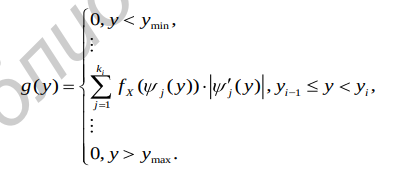 0, y < y_min,
⋮
g(y) = { ∑_{j=1}^{k_i} f_X(ψ_j(y)) · |ψ′_j(y)|, y_{i−1} ≤ y < y_i,
⋮
0, y > y_max.